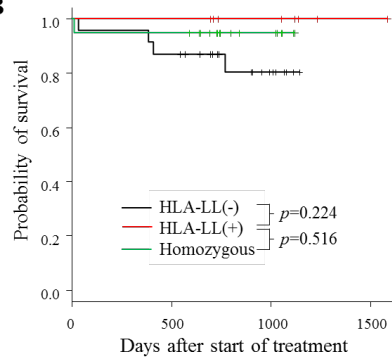 Probability of survival
1.0
0.8
0.6
0.4
0.2
0.0
HLA-LL(-)
HLA-LL(+)
Homozygous
p=0.224
p=0.516
0 500 1000 1500
Days after start of treatment